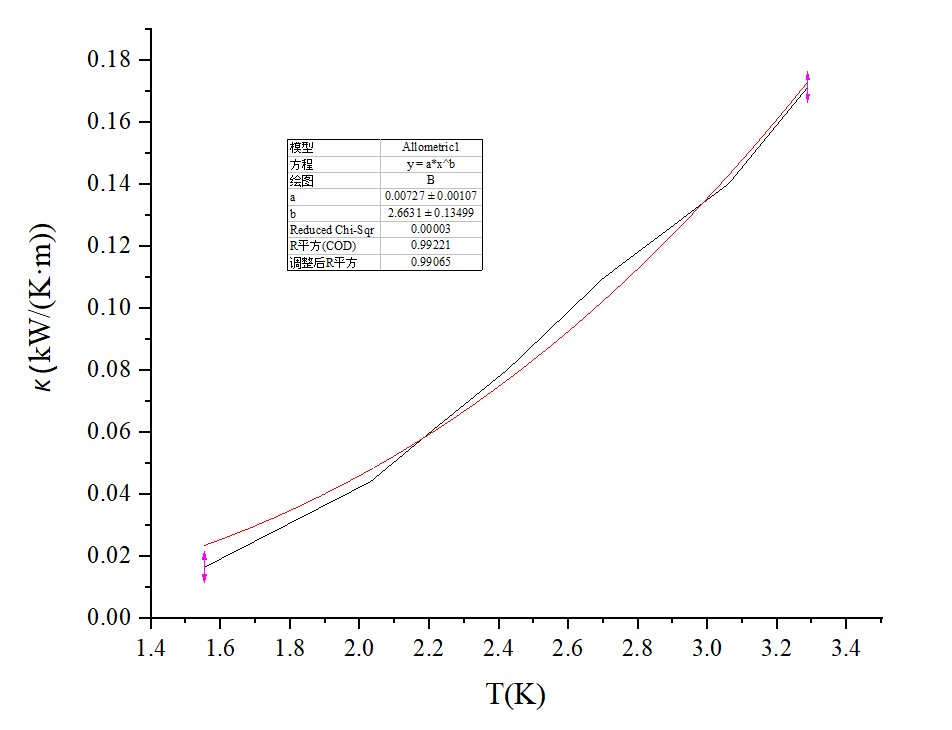 0.18
0.16
0.14
0.12
0.10
0.08
0.06
0.04
0.02
0.00
κ (kW/(K·m))
模型 Allometric1
方程 y = a*x^b
绘图 B
a 0.00727 ± 0.00107
b 2.6631 ± 0.13499
Reduced Chi-Sqr 0.00003
R平方(COD) 0.99221
调整后R平方 0.99065
1.4 1.6 1.8 2.0 2.2 2.4 2.6 2.8 3.0 3.2 3.4
T(K)